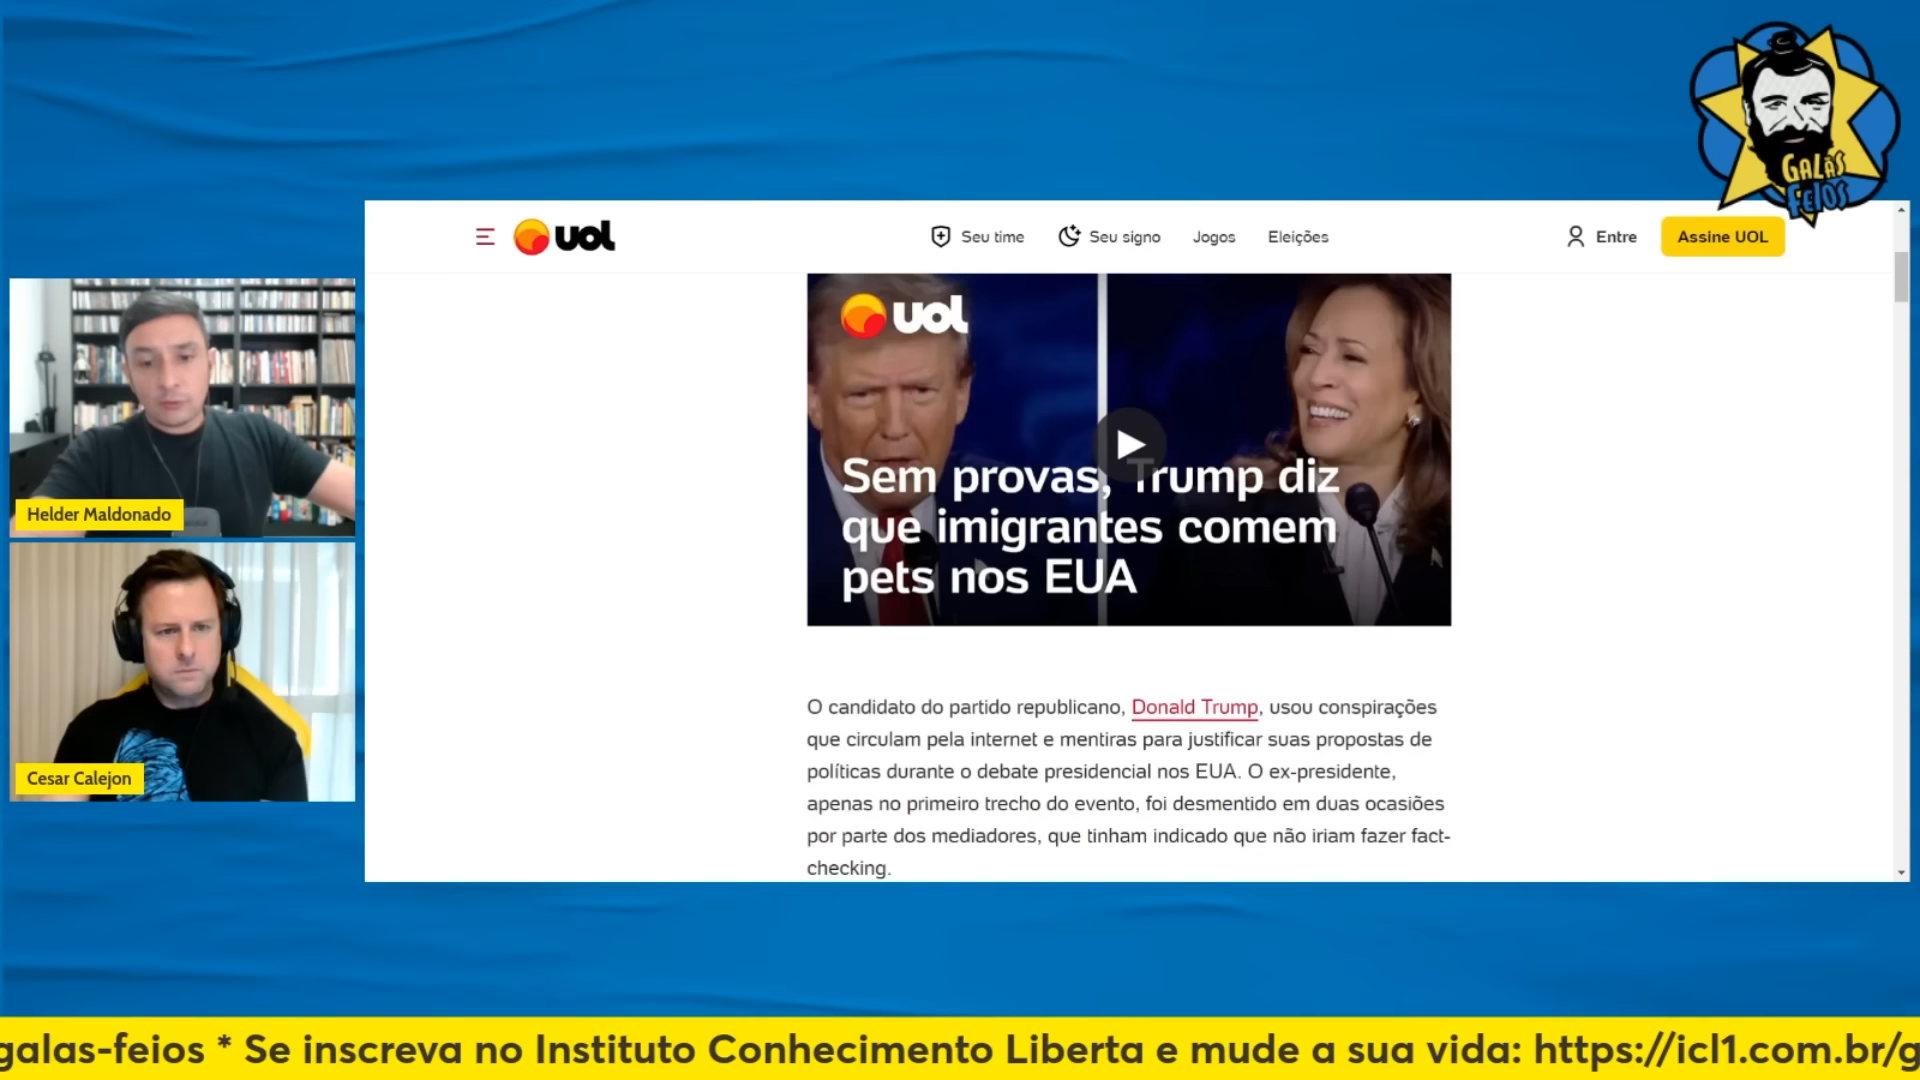 GALÃS
FEIOS
uol
Seu time
Seu signo
Jogos
Eleições
Entre
Assine UOL
uol
Sem provas, Trump diz
que imigrantes comem
pets nos EUA
Helder Maldonado
Cesar Calejon
O candidato do partido republicano, Donald Trump, usou conspirações
que circulam pela internet e mentiras para justificar suas propostas de
políticas durante o debate presidencial nos EUA. O ex-presidente,
apenas no primeiro trecho do evento, foi desmentido em duas ocasiões
por parte dos mediadores, que tinham indicado que não iriam fazer fact-
checking.
galas-feios * Se inscreva no Instituto Conhecimento Liberta e mude a sua vida: https://icl1.com.br/g